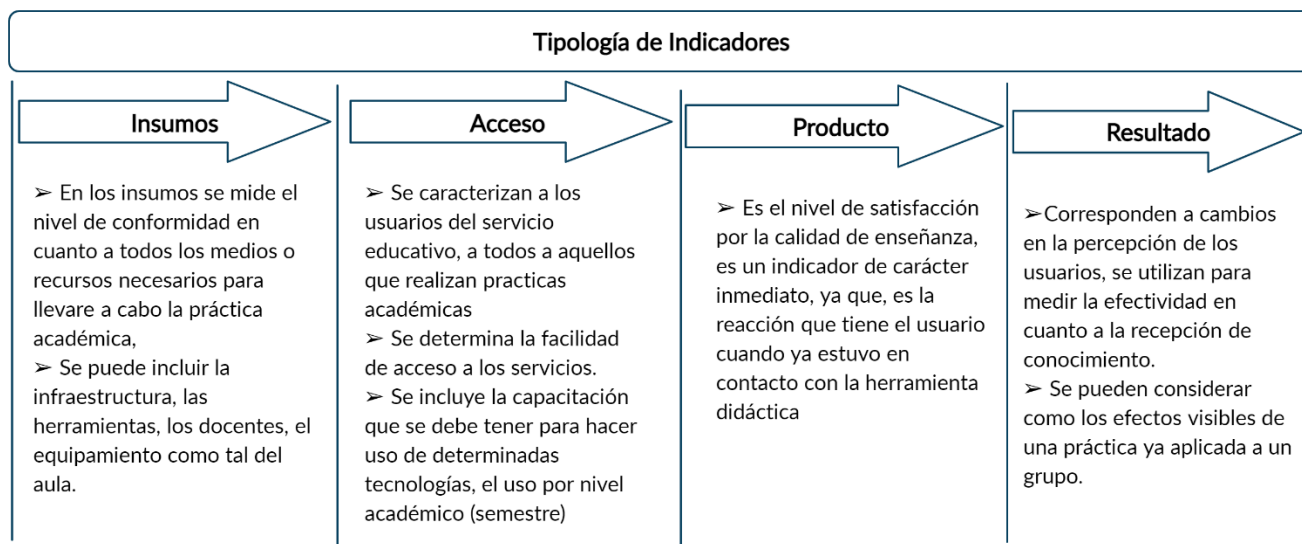 Tipología de Indicadores
Insumos
➢ En los insumos se mide el
nivel de conformidad en
cuanto a todos los medios o
recursos necesarios para
llevare a cabo la práctica
académica,
➢ Se puede incluir la
infraestructura, las
herramientas, los docentes, el
equipamiento como tal del
aula.
Acceso
➢ Se caracterizan a los
usuarios del servicio
educativo, a todos a aquellos
que realizan practicas
académicas
➢ Se determina la facilidad
de acceso a los servicios.
➢ Se incluye la capacitación
que se debe tener para hacer
uso de determinadas
tecnologías, el uso por nivel
académico (semestre)
Producto
➢ Es el nivel de satisfacción
por la calidad de enseñanza,
es un indicador de carácter
inmediato, ya que, es la
reacción que tiene el usuario
cuando ya estuvo en
contacto con la herramienta
didáctica
Resultado
➢Corresponden a cambios
en la percepción de los
usuarios, se utilizan para
medir la efectividad en
cuanto a la recepción de
conocimiento.
➢ Se pueden considerar
como los efectos visibles de
una práctica ya aplicada a un
grupo.